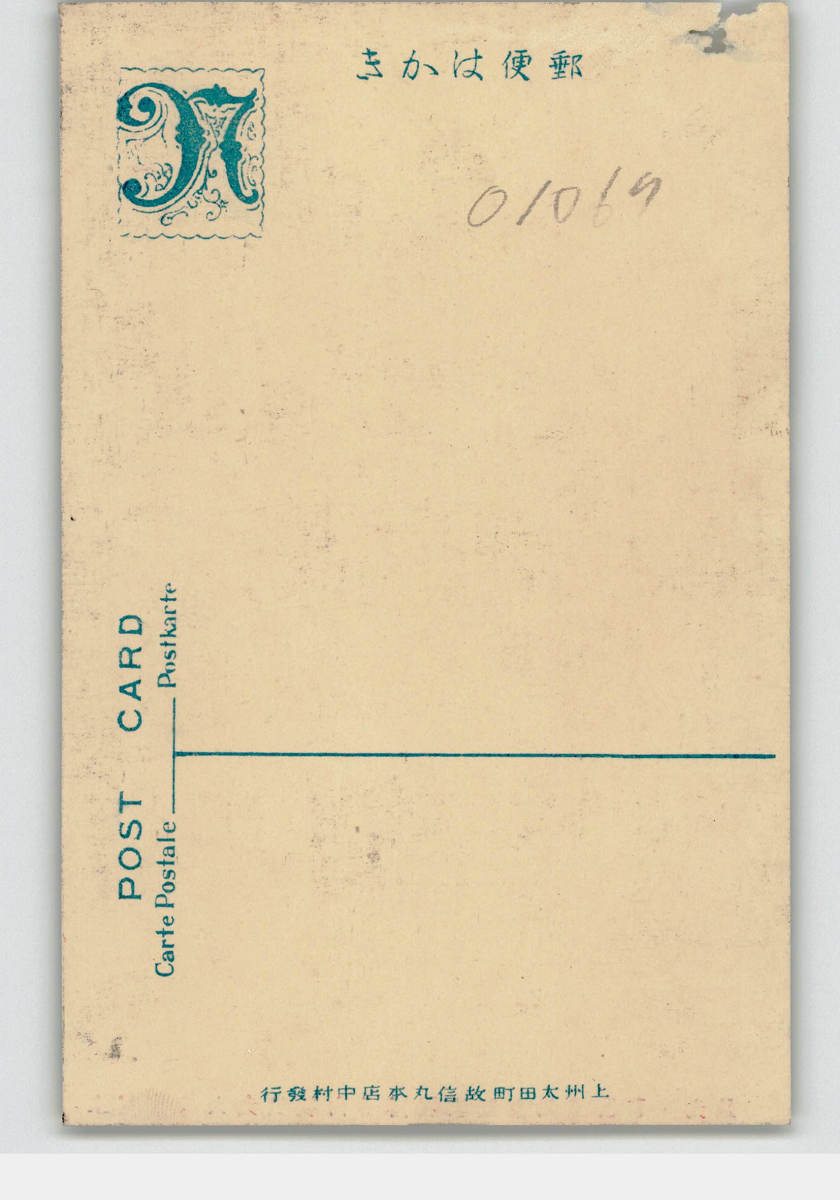 郵便はかき
01069
POST CARD
Carte Postale
Postkarte
上州太田町故信丸本店中村發行